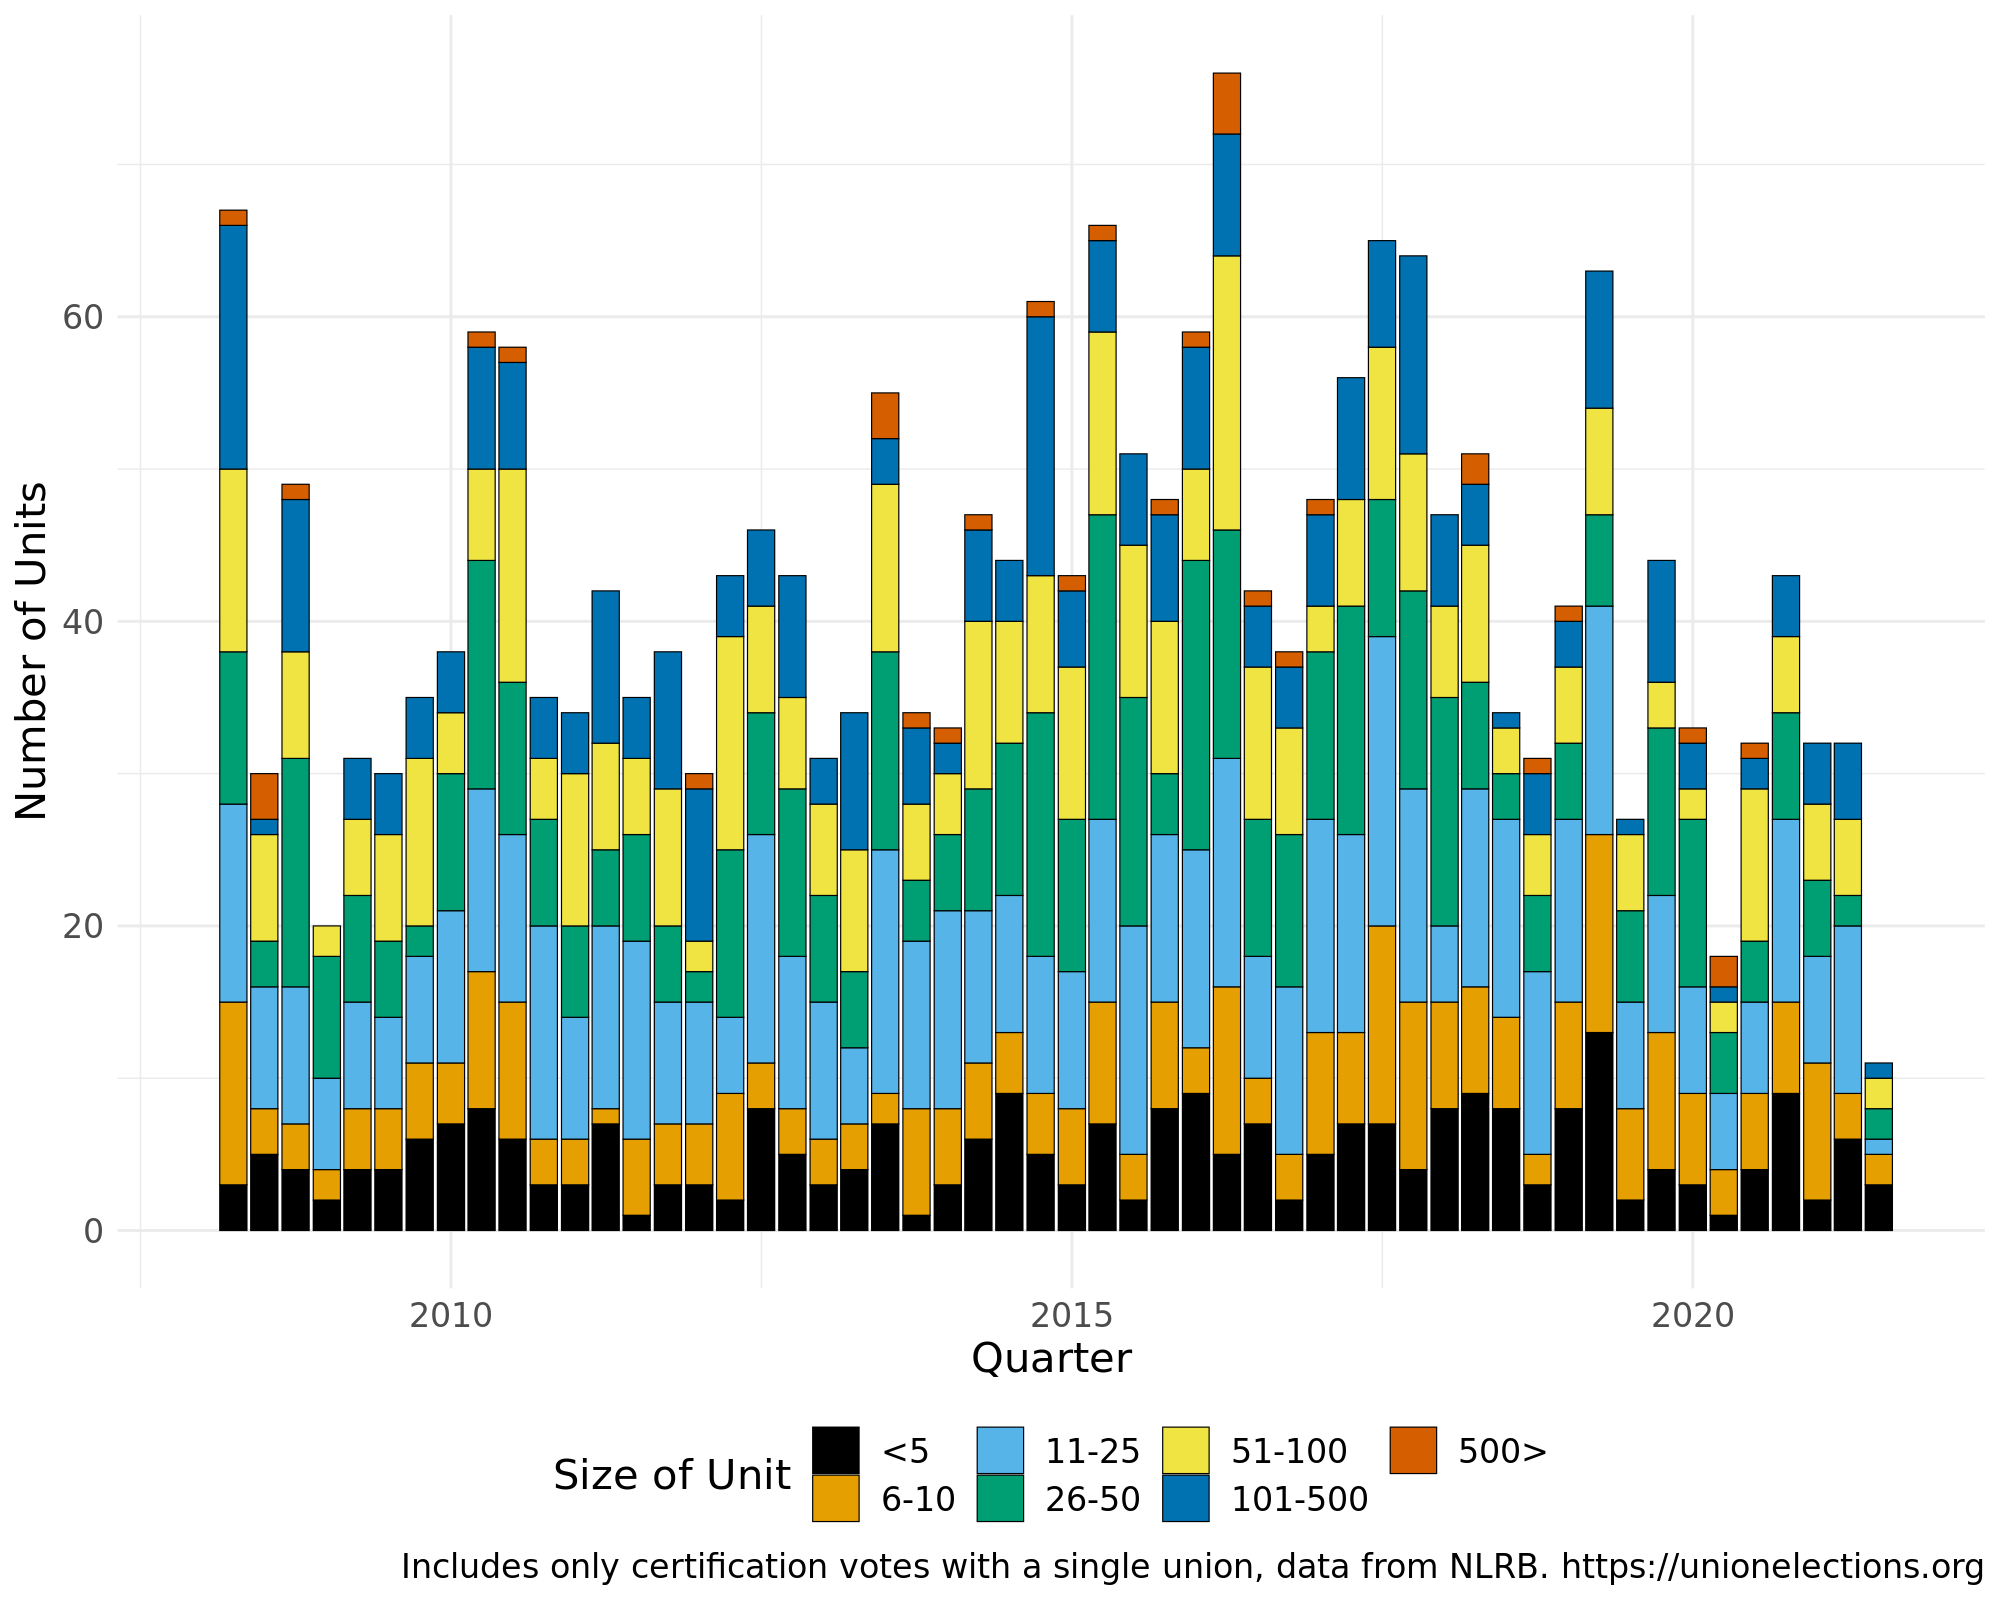 60
40
20
0
Number of Units
2010 2015 2020
Quarter
Size of Unit
<5 11-25 51-100 500>
6-10 26-50 101-500
Includes only certification votes with a single union, data from NLRB. https://unionelections.org